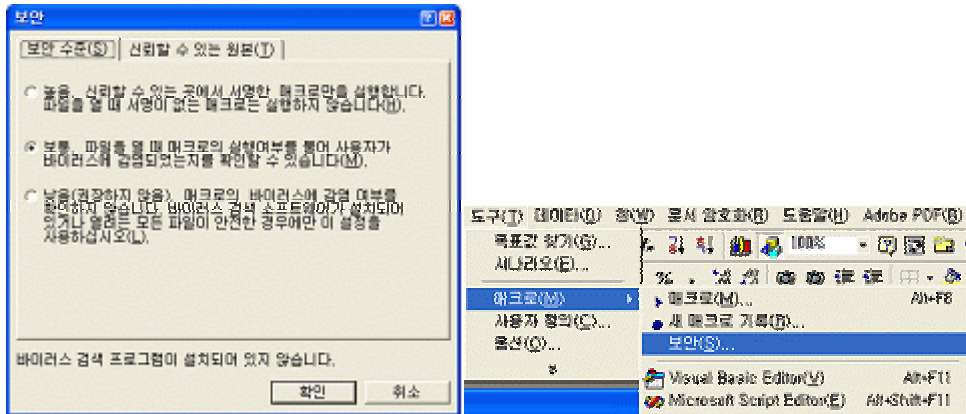 보안
보안 수준(S) 신뢰할 수 있는 원본(T)
높음. 신뢰할 수 있는 곳에서 서명한 매크로만을 실행합니다.
파일을 열 때 서명이 없는 매크로는 실행하지 않습니다(H).
보통. 파일을 열 때 매크로의 실행여부를 물어 사용자가
바이러스에 감염되었는지를 확인할 수 있습니다(M).
낮음(권장하지 않음). 매크로의 바이러스에 감염 여부를
확인하지 않습니다. 바이러스 검색 소프트웨어가 설치되어
있거나 열려는 모든 파일이 안전한 경우에만 이 설정을
사용하십시오(L).
바이러스 검색 프로그램이 설치되어 있지 않습니다.
확인 취소
도구(T) 데이터(D) 창(W) 문서 암호화(R) 도움말(H) Adobe PDF(B)
목표값 찾기(G)...
100%
시나리오(E)...
매크로(M)
매크로(M)... Alt+F8
사용자 정의(C)...
새 매크로 기록(R)...
옵션(O)...
보안(S)...
Visual Basic Editor(V) Alt+F11
Microsoft Script Editor(E) Alt+Shift+F11